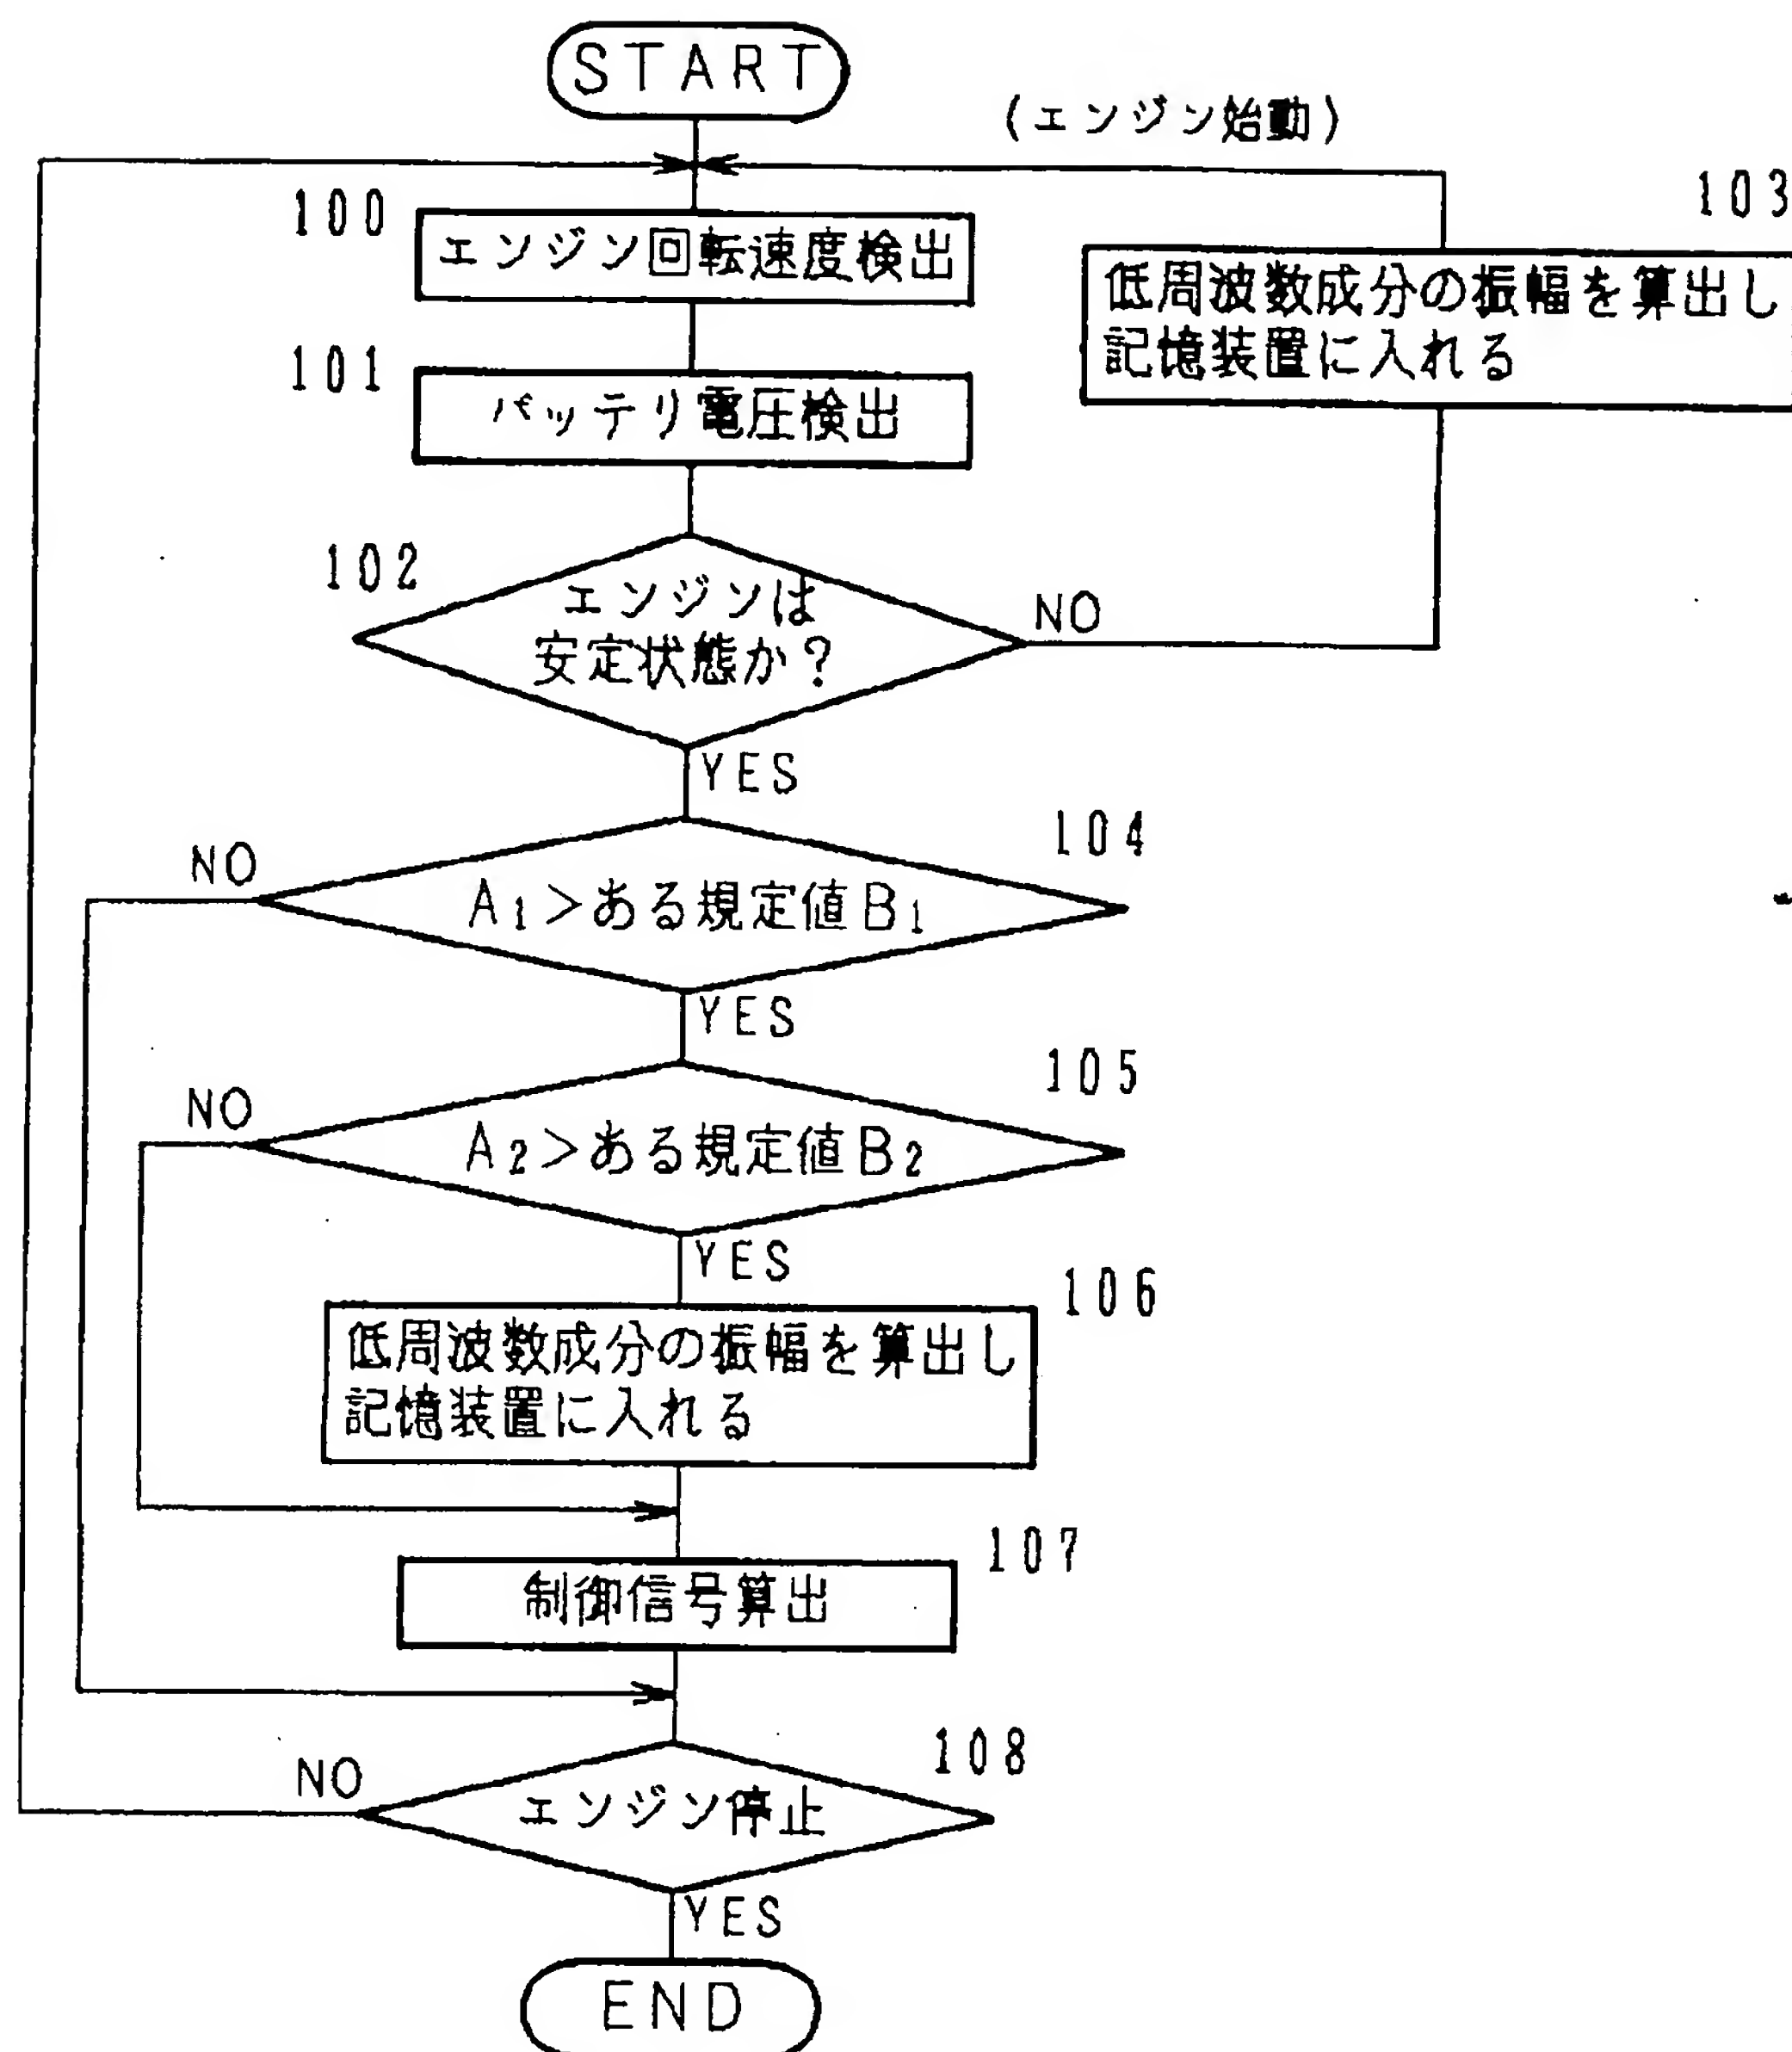 START
(エンジン始動)
100
エンジン回転速度検出
103
低周波数成分の振幅を算出し
記憶装置に入れる
101
バッテリ電圧検出
102
エンジンは
安定状態か?
NO
YES
104
NO
A1>ある規定値B1
YES
105
NO
A2>ある規定値B2
YES
106
低周波数成分の振幅を算出し
記憶装置に入れる
107
制御信号算出
108
NO
エンジン停止
YES
END